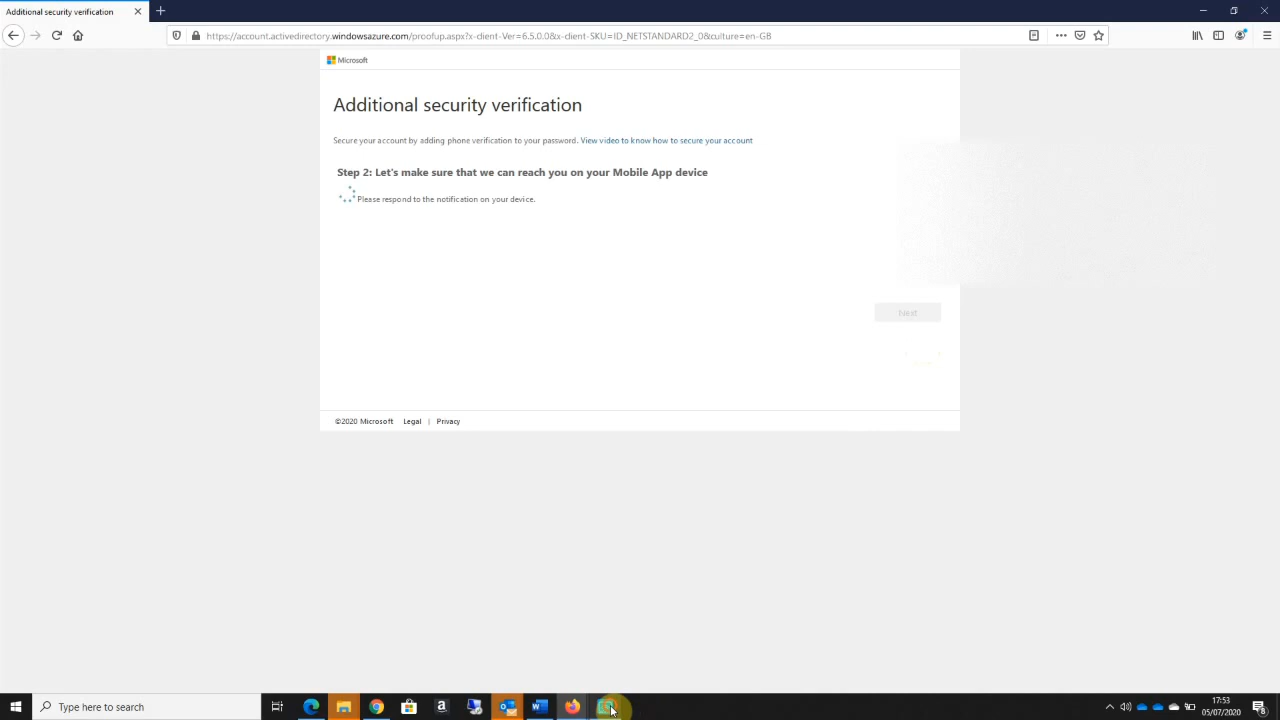 Additional security verification
https://account.activedirectory.windowsazure.com/proofup.aspx?x-client-Ver=6.5.0.0&x-client-SKU=ID_NETSTANDARD2_0&culture=en-GB
Microsoft
Additional security verification
Secure your account by adding phone verification to your password. View video to know how to secure your account
Step 2: Let's make sure that we can reach you on your Mobile App device
Please respond to the notification on your device.
Next
©2020 Microsoft Legal | Privacy
Type here to search
17:53
05/07/2020
8